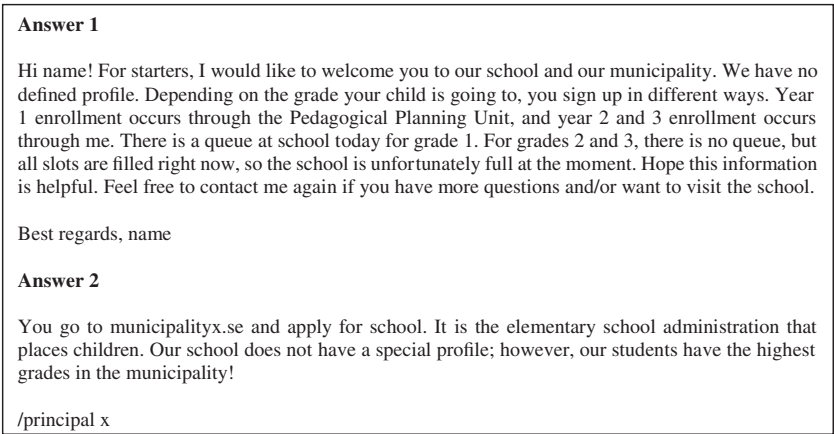 Answer 1
Hi name! For starters, I would like to welcome you to our school and our municipality. We have no
defined profile. Depending on the grade your child is going to, you sign up in different ways. Year
1 enrollment occurs through the Pedagogical Planning Unit, and year 2 and 3 enrollment occurs
through me. There is a queue at school today for grade 1. For grades 2 and 3, there is no queue, but
all slots are filled right now, so the school is unfortunately full at the moment. Hope this information
is helpful. Feel free to contact me again if you have more questions and/or want to visit the school.
Best regards, name
Answer 2
You go to municipalityx.se and apply for school. It is the elementary school administration that
places children. Our school does not have a special profile; however, our students have the highest
grades in the municipality!
/principal x